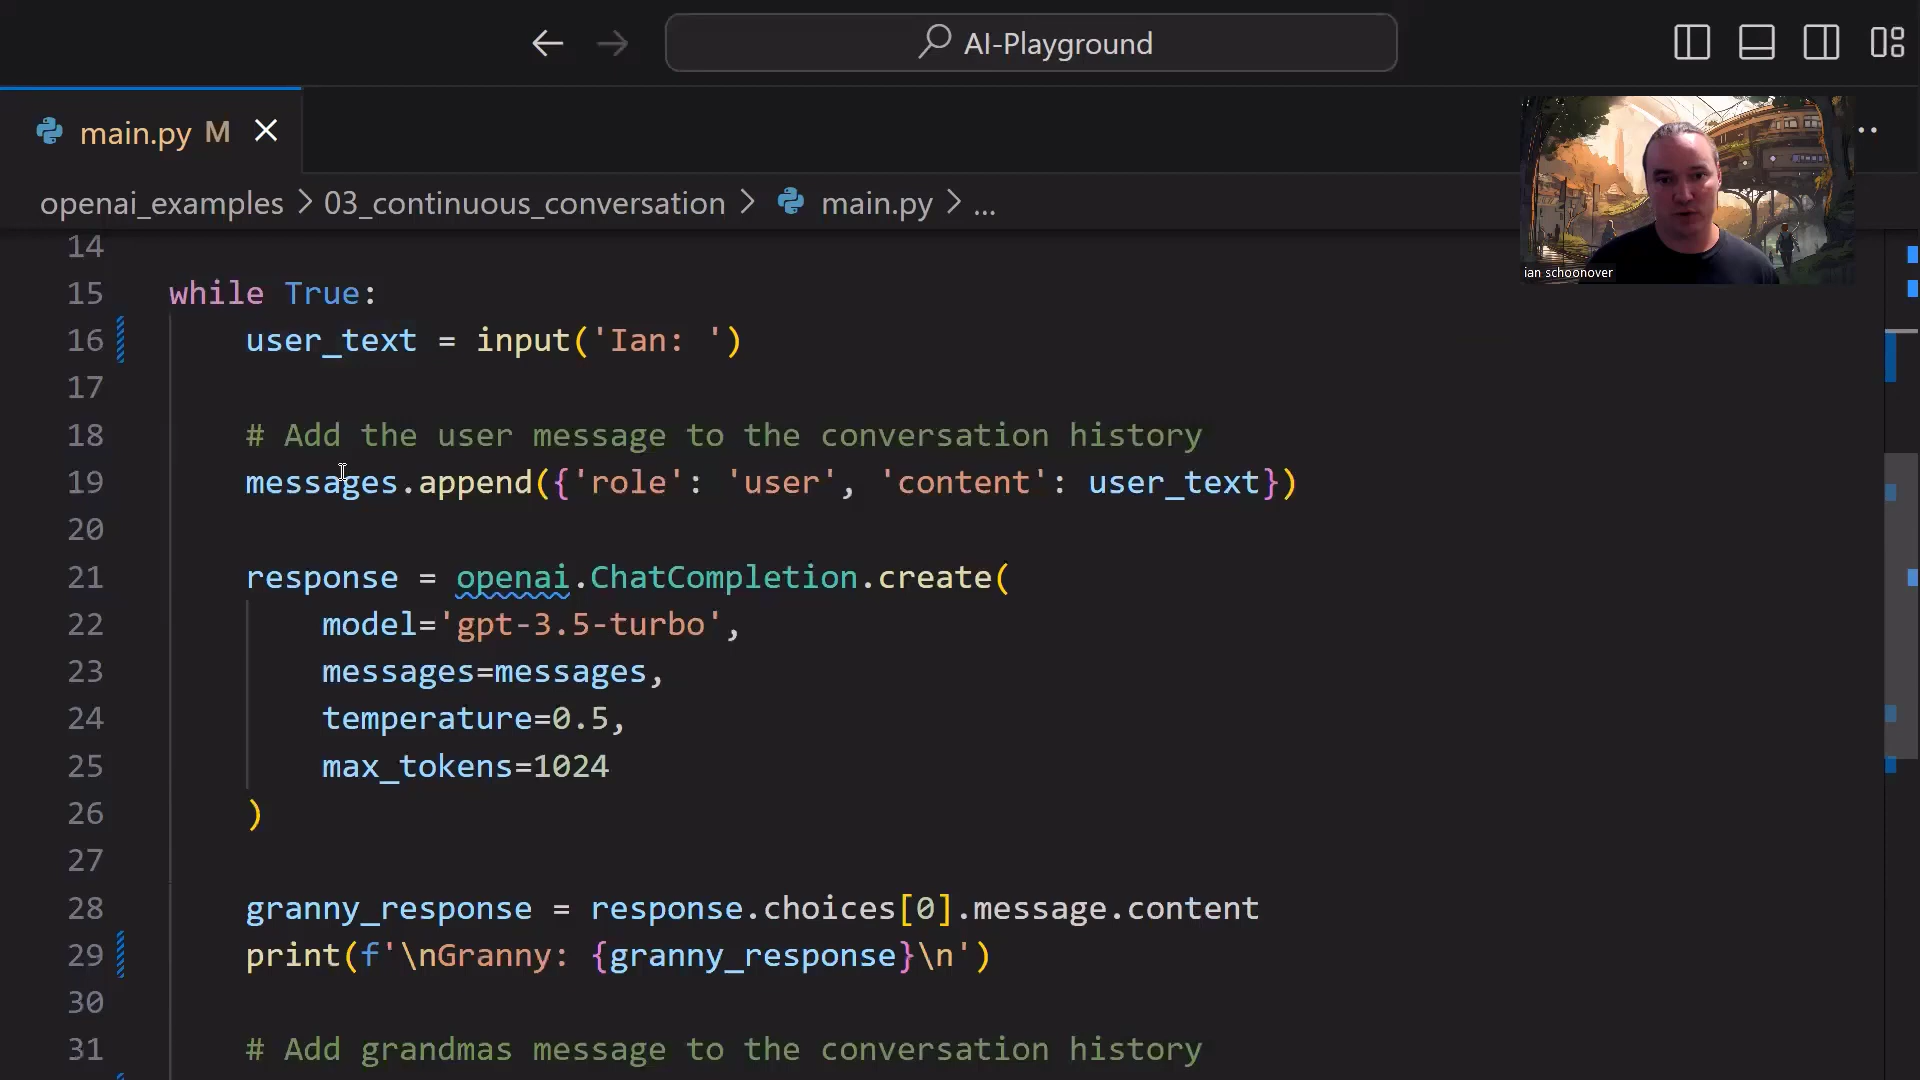 AI-Playground
main.py M
openai_examples > 03_continuous_conversation > main.py > ...
ian schoonover
14
15 while True:
16 user_text = input('Ian: ')
17
18 # Add the user message to the conversation history
19 messages.append({'role': 'user', 'content': user_text})
20
21 response = openai.ChatCompletion.create(
22 model='gpt-3.5-turbo',
23 messages=messages,
24 temperature=0.5,
25 max_tokens=1024
26 )
27
28 granny_response = response.choices[0].message.content
29 print(f'\nGranny: {granny_response}\n')
30
31 # Add grandmas message to the conversation history